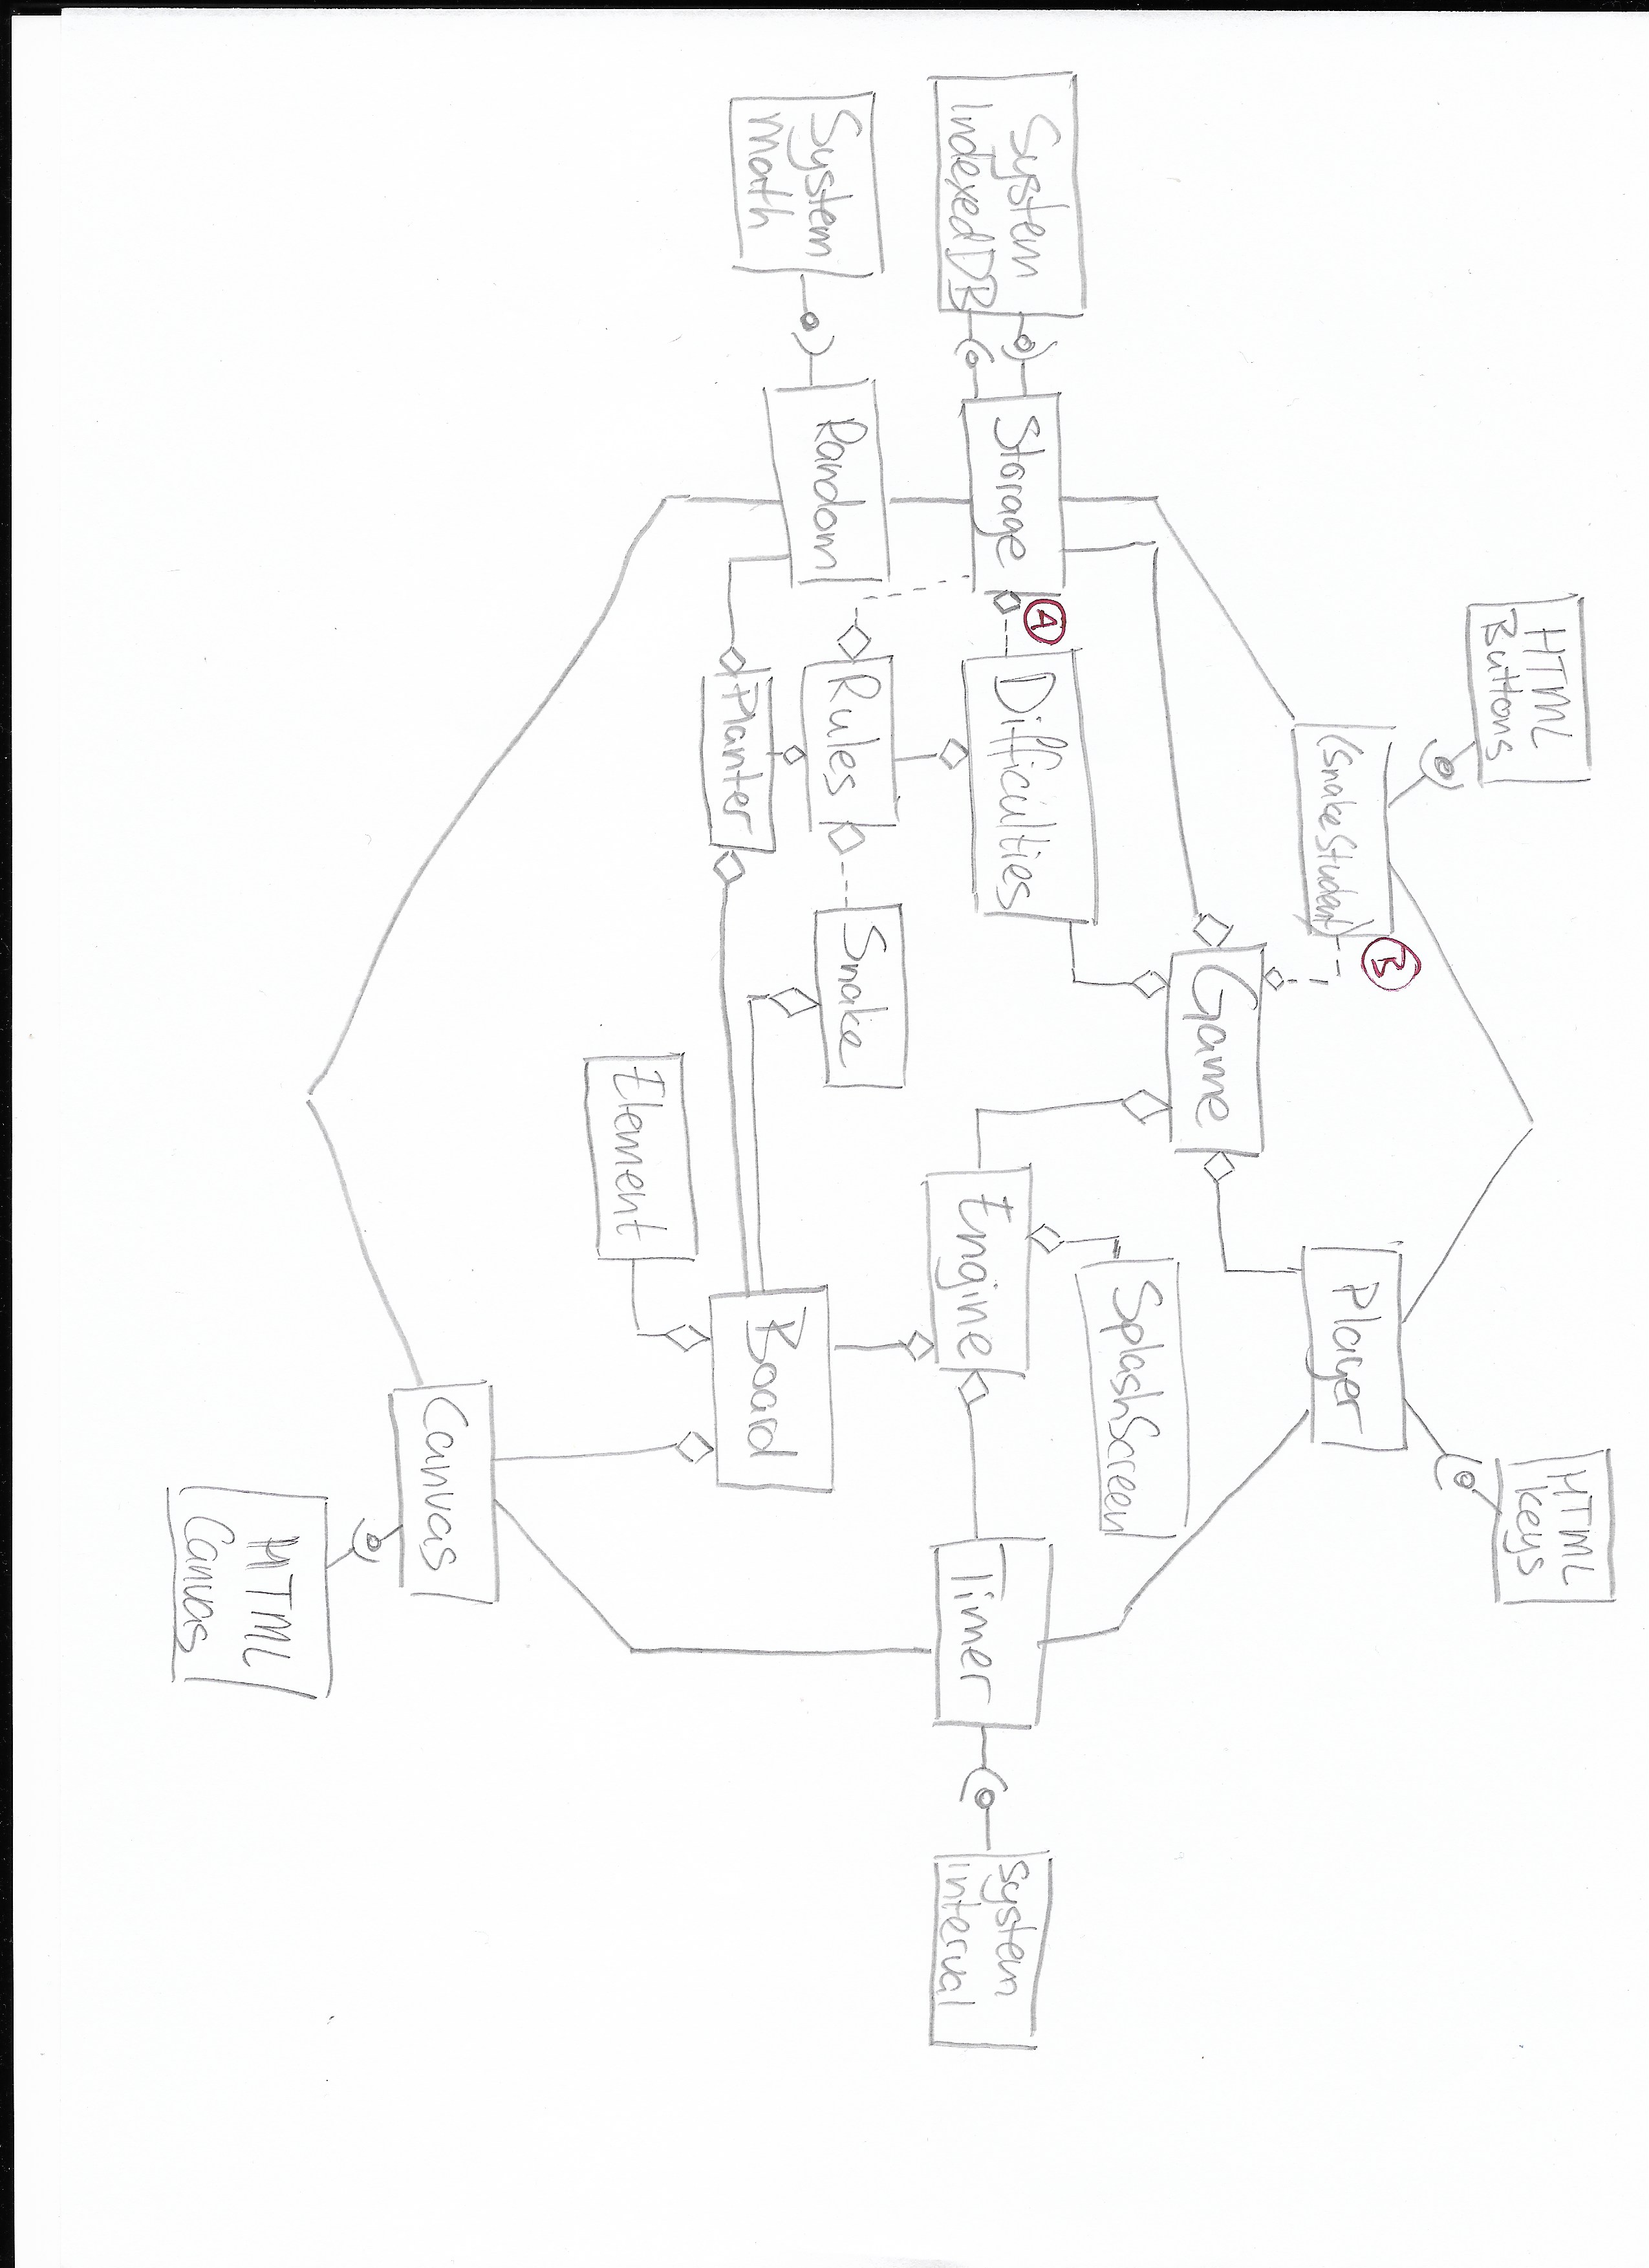 HTML
Buttons
HTML
keys
(SnakeStudent)
B
Player
Game
SplashScreen
System
IndexedDB
Storage
A
Difficulties
Engine
Timer
system
interval
System
math
Random
Rules
Snake
Planter
Board
Element
Canvas
HTML
Canvas